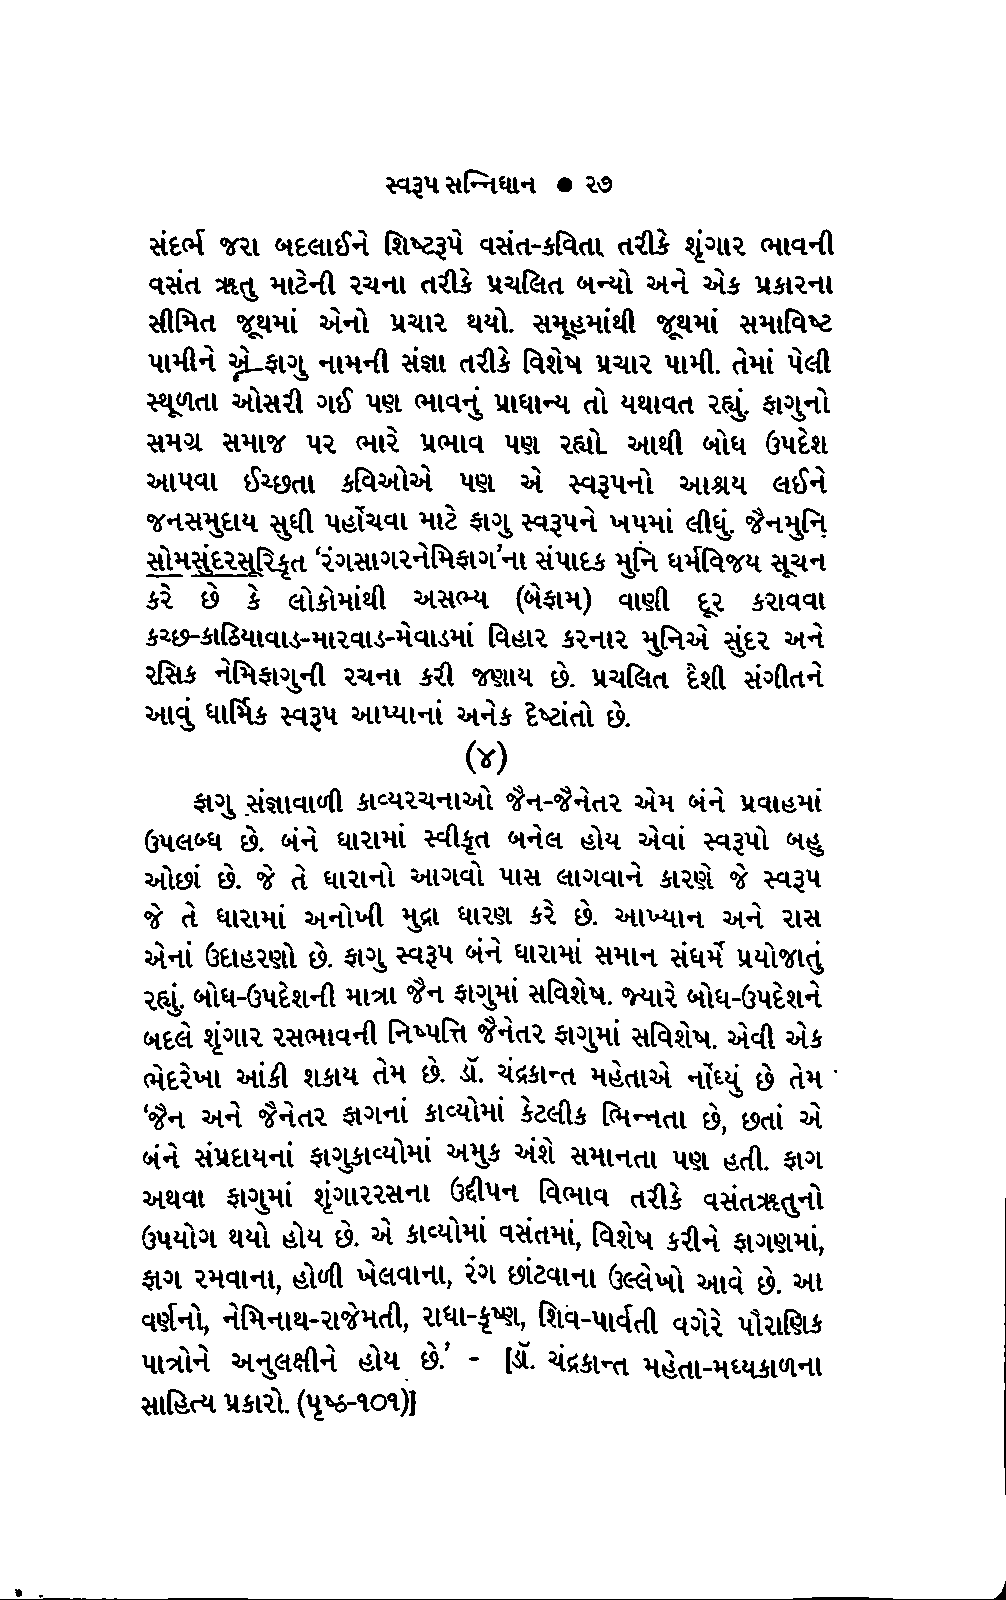 સ્વરૂપ સન્નિધાન ● ૨૭
સંદર્ભ જરા બદલાઈને શિષ્ટરૂપે વસંત-કવિતા તરીકે શૃંગાર ભાવની
વસંત ઋતુ માટેની રચના તરીકે પ્રચલિત બન્યો અને એક પ્રકારના
સીમિત જૂથમાં એનો પ્રચાર થયો. સમૂહમાંથી જૂથમાં સમાવિષ્ટ
પામીને એ ફાગુ નામની સંજ્ઞા તરીકે વિશેષ પ્રચાર પામી. તેમાં પેલી
સ્થૂળતા ઓસરી ગઈ પણ ભાવનું પ્રાધાન્ય તો યથાવત રહ્યું. ફાગુનો
સમગ્ર સમાજ પર ભારે પ્રભાવ પણ રહ્યો. આથી બોધ ઉપદેશ
આપવા ઈચ્છતા કવિઓએ પણ એ સ્વરૂપનો આશ્રય લઈને
જનસમુદાય સુધી પહોંચવા માટે ફાગુ સ્વરૂપને ખપમાં લીધું. જૈનમુનિ
સોમસુંદરસૂરિકૃત ‘રંગસાગરનેમિફાગ’ના સંપાદક મુનિ ધર્મવિજય સૂચન
કરે છે કે લોકોમાંથી અસભ્ય (બેફામ) વાણી દૂર કરાવવા
કચ્છ-કાઠિયાવાડ-મારવાડ-મેવાડમાં વિહાર કરનાર મુનિએ સુંદર અને
રસિક નેમિફાગુની રચના કરી જણાય છે. પ્રચલિત દેશી સંગીતને
આવું ધાર્મિક સ્વરૂપ આપ્યાનાં અનેક દૃષ્ટાંતો છે.
(૪)
ફાગુ સંજ્ઞાવાળી કાવ્યરચનાઓ જૈન-જૈનેતર એમ બંને પ્રવાહમાં
ઉપલબ્ધ છે. બંને ધારામાં સ્વીકૃત બનેલ હોય એવાં સ્વરૂપો બહુ
ઓછાં છે. જે તે ધારાનો આગવો પાસ લાગવાને કારણે જે સ્વરૂપ
જે તે ધારામાં અનોખી મુદ્રા ધારણ કરે છે. આખ્યાન અને રાસ
એનાં ઉદાહરણો છે. ફાગુ સ્વરૂપ બંને ધારામાં સમાન સંધર્મે પ્રયોજાતું
રહ્યું. બોધ-ઉપદેશની માત્રા જૈન ફાગુમાં સવિશેષ. જ્યારે બોધ-ઉપદેશને
બદલે શૃંગાર રસભાવની નિષ્પત્તિ જૈનેતર ફાગુમાં સવિશેષ. એવી એક
ભેદરેખા આંકી શકાય તેમ છે. ડૉ. ચંદ્રકાન્ત મહેતાએ નોંધ્યું છે તેમ
‘જૈન અને જૈનેતર ફાગનાં કાવ્યોમાં કેટલીક ભિન્નતા છે, છતાં એ
બંને સંપ્રદાયનાં ફાગુકાવ્યોમાં અમુક અંશે સમાનતા પણ હતી. ફાગ
અથવા ફાગુમાં શૃંગારરસના ઉદ્દીપન વિભાવ તરીકે વસંતઋતુનો
ઉપયોગ થયો હોય છે. એ કાવ્યોમાં વસંતમાં, વિશેષ કરીને ફાગણમાં,
ફાગ રમવાના, હોળી ખેલવાના, રંગ છાંટવાના ઉલ્લેખો આવે છે. આ
વર્ણનો, નેમિનાથ-રાજેમતી, રાધા-કૃષ્ણ, શિવ-પાર્વતી વગેરે પૌરાણિક
પાત્રોને અનુલક્ષીને હોય છે.’ - [ડૉ. ચંદ્રકાન્ત મહેતા-મધ્યકાળના
સાહિત્ય પ્રકારો. (પૃષ્ઠ-૧૦૧)]